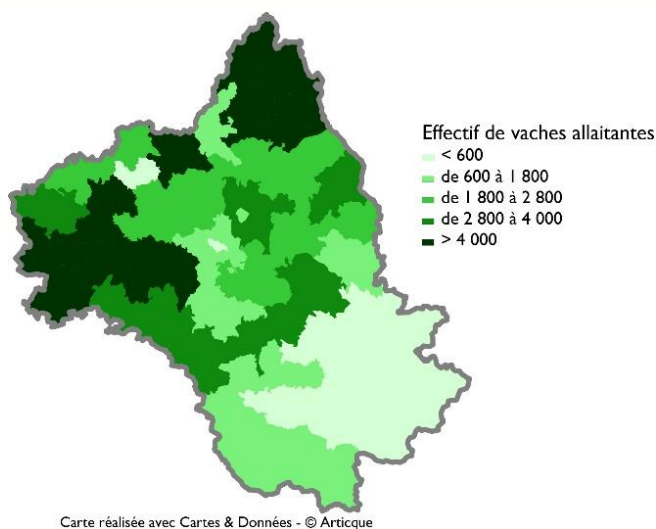 Effectif de vaches allaitantes
< 600
de 600 à 1 800
de 1 800 à 2 800
de 2 800 à 4 000
> 4 000
Carte réalisée avec Cartes & Données - © Articque